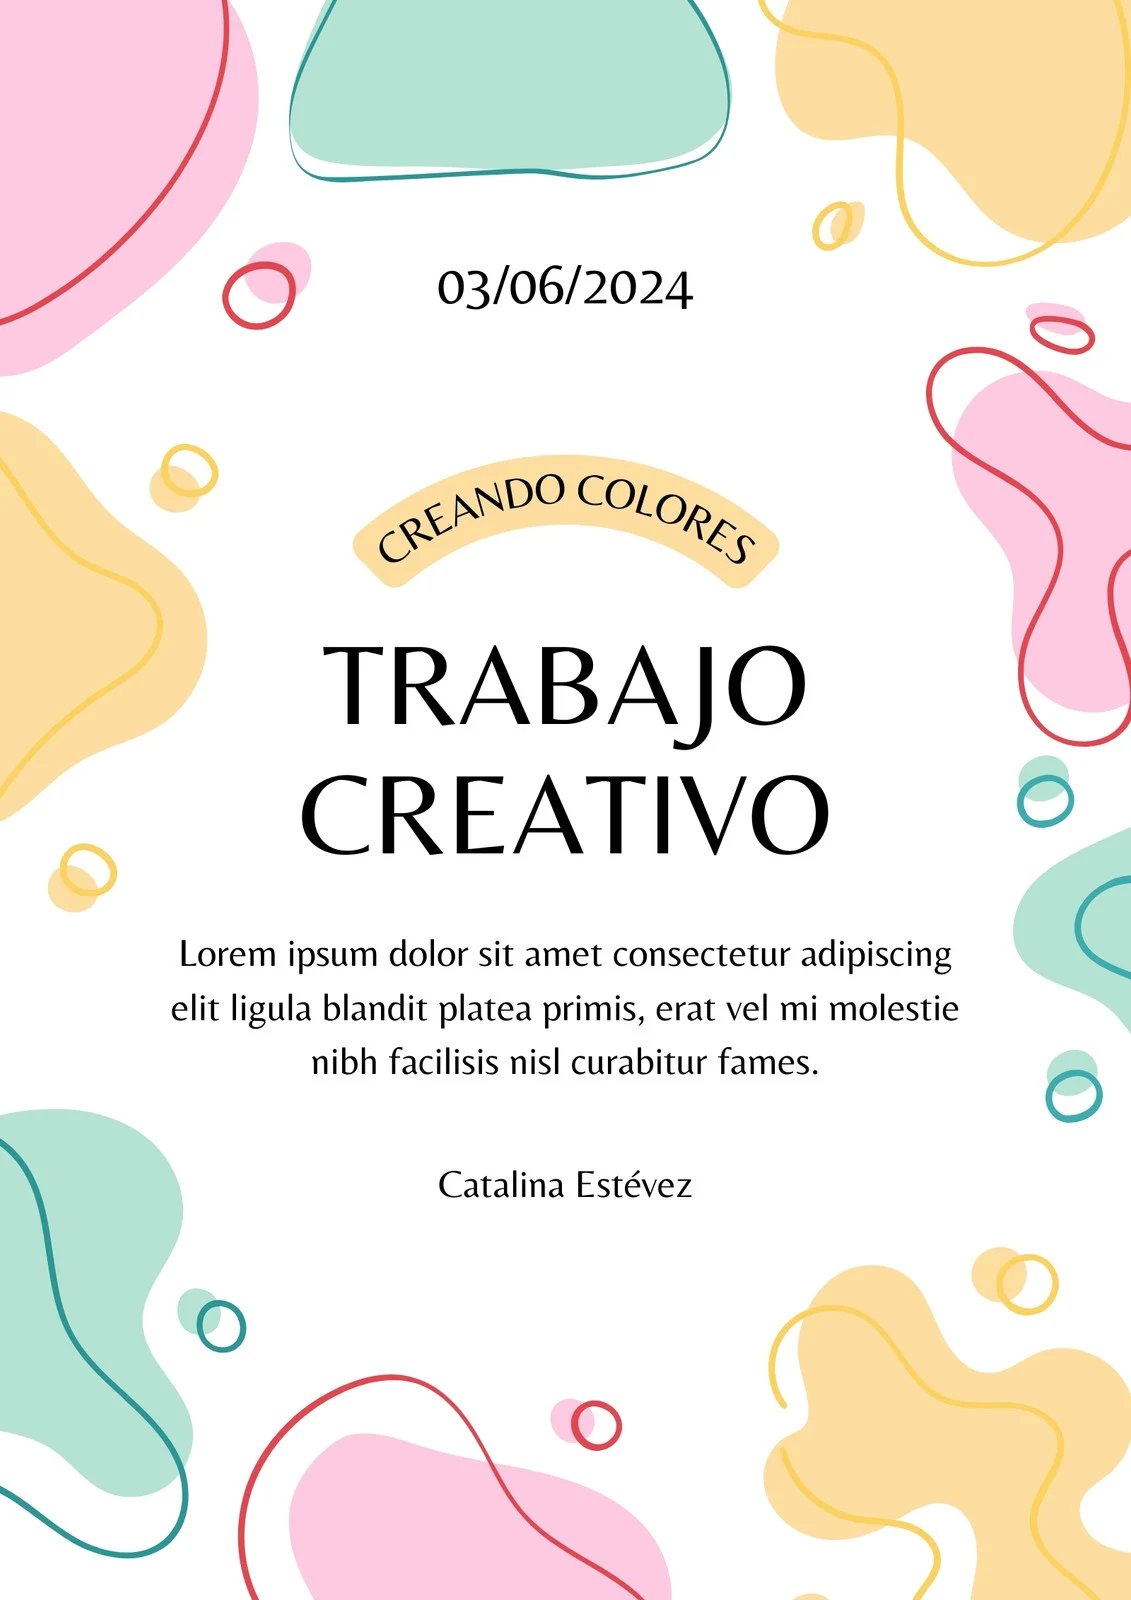 03/06/2024
CREANDO COLORES
TRABAJO
CREATIVO
Lorem ipsum dolor sit amet consectetur adipiscing
elit ligula blandit platea primis, erat vel mi molestie
nibh facilisis nisl curabitur fames.
Catalina Estévez